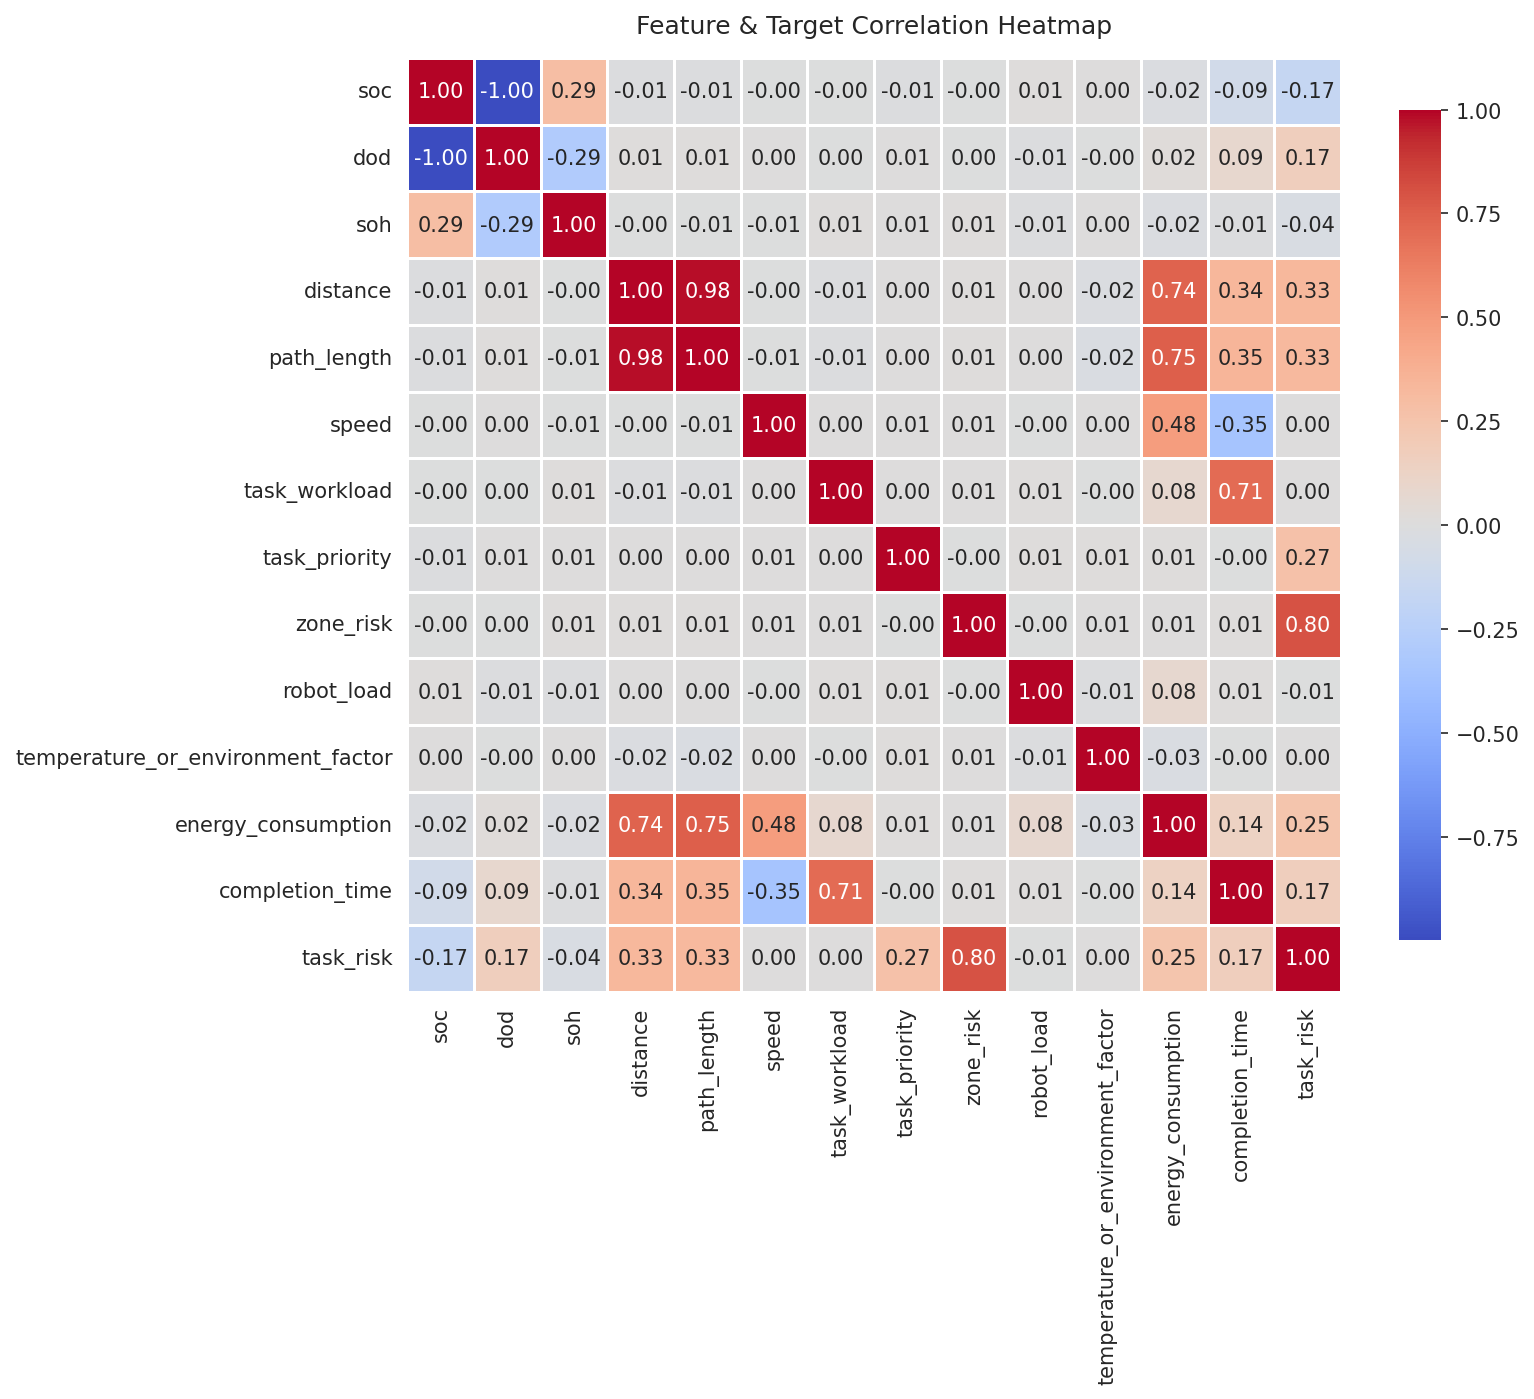 Feature & Target Correlation Heatmap
soc 1.00 -1.00 0.29 -0.01 -0.01 -0.00 -0.00 -0.01 -0.00 0.01 0.00 -0.02 -0.09 -0.17
dod -1.00 1.00 -0.29 0.01 0.01 0.00 0.00 0.01 0.00 -0.01 -0.00 0.02 0.09 0.17
soh 0.29 -0.29 1.00 -0.00 -0.01 -0.01 0.01 0.01 0.01 -0.01 0.00 -0.02 -0.01 -0.04
distance -0.01 0.01 -0.00 1.00 0.98 -0.00 -0.01 0.00 0.01 0.00 -0.02 0.74 0.34 0.33
path_length -0.01 0.01 -0.01 0.98 1.00 -0.01 -0.01 0.00 0.01 0.00 -0.02 0.75 0.35 0.33
speed -0.00 0.00 -0.01 -0.00 -0.01 1.00 0.00 0.01 0.01 -0.00 0.00 0.48 -0.35 0.00
task_workload -0.00 0.00 0.01 -0.01 -0.01 0.00 1.00 0.00 0.01 0.01 -0.00 0.08 0.71 0.00
task_priority -0.01 0.01 0.01 0.00 0.00 0.01 0.00 1.00 -0.00 0.01 0.01 0.01 -0.00 0.27
zone_risk -0.00 0.00 0.01 0.01 0.01 0.01 0.01 -0.00 1.00 -0.00 0.01 0.01 0.01 0.80
robot_load 0.01 -0.01 -0.01 0.00 0.00 -0.00 0.01 0.01 -0.00 1.00 -0.01 0.08 0.01 -0.01
temperature_or_environment_factor 0.00 -0.00 0.00 -0.02 -0.02 0.00 -0.00 0.01 0.01 -0.01 1.00 -0.03 -0.00 0.00
energy_consumption -0.02 0.02 -0.02 0.74 0.75 0.48 0.08 0.01 0.01 0.08 -0.03 1.00 0.14 0.25
completion_time -0.09 0.09 -0.01 0.34 0.35 -0.35 0.71 -0.00 0.01 0.01 -0.00 0.14 1.00 0.17
task_risk -0.17 0.17 -0.04 0.33 0.33 0.00 0.00 0.27 0.80 -0.01 0.00 0.25 0.17 1.00
soc
dod
soh
distance
path_length
speed
task_workload
task_priority
zone_risk
robot_load
temperature_or_environment_factor
energy_consumption
completion_time
task_risk
1.00
0.75
0.50
0.25
0.00
−0.25
−0.50
−0.75